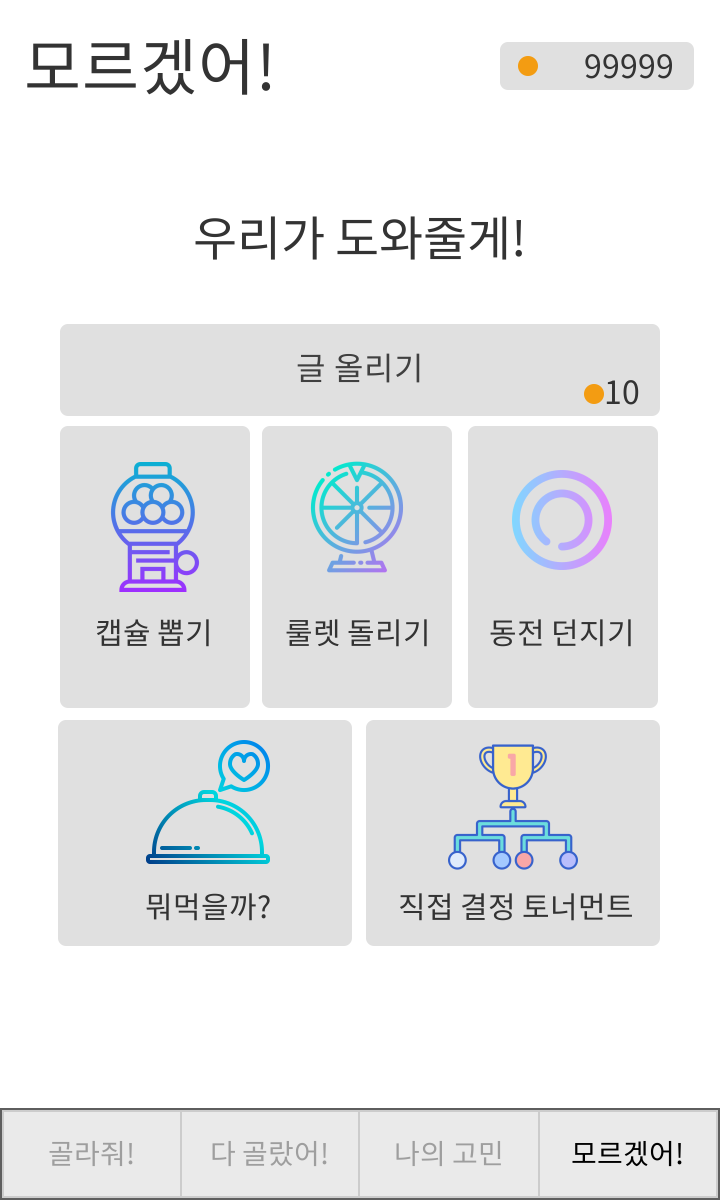 모르겠어!
99999
우리가 도와줄게!
글 올리기
10
캡슐 뽑기
룰렛 돌리기
동전 던지기
1
뭐먹을까?
직접 결정 토너먼트
골라줘!
다 골랐어!
나의 고민
모르겠어!